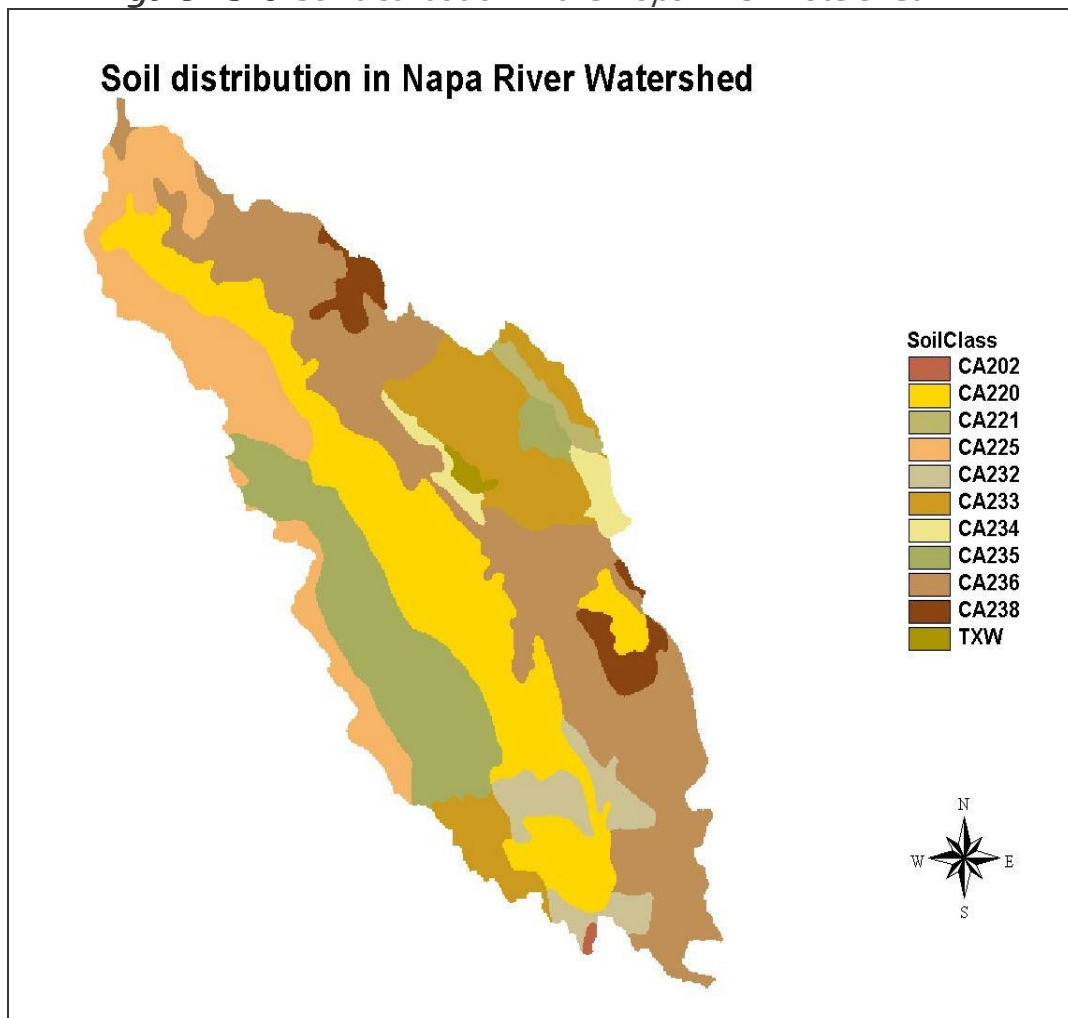 Soil distribution in Napa River Watershed
SoilClass
CA202
CA220
CA221
CA225
CA232
CA233
CA234
CA235
CA236
CA238
TXW
N
W E
S